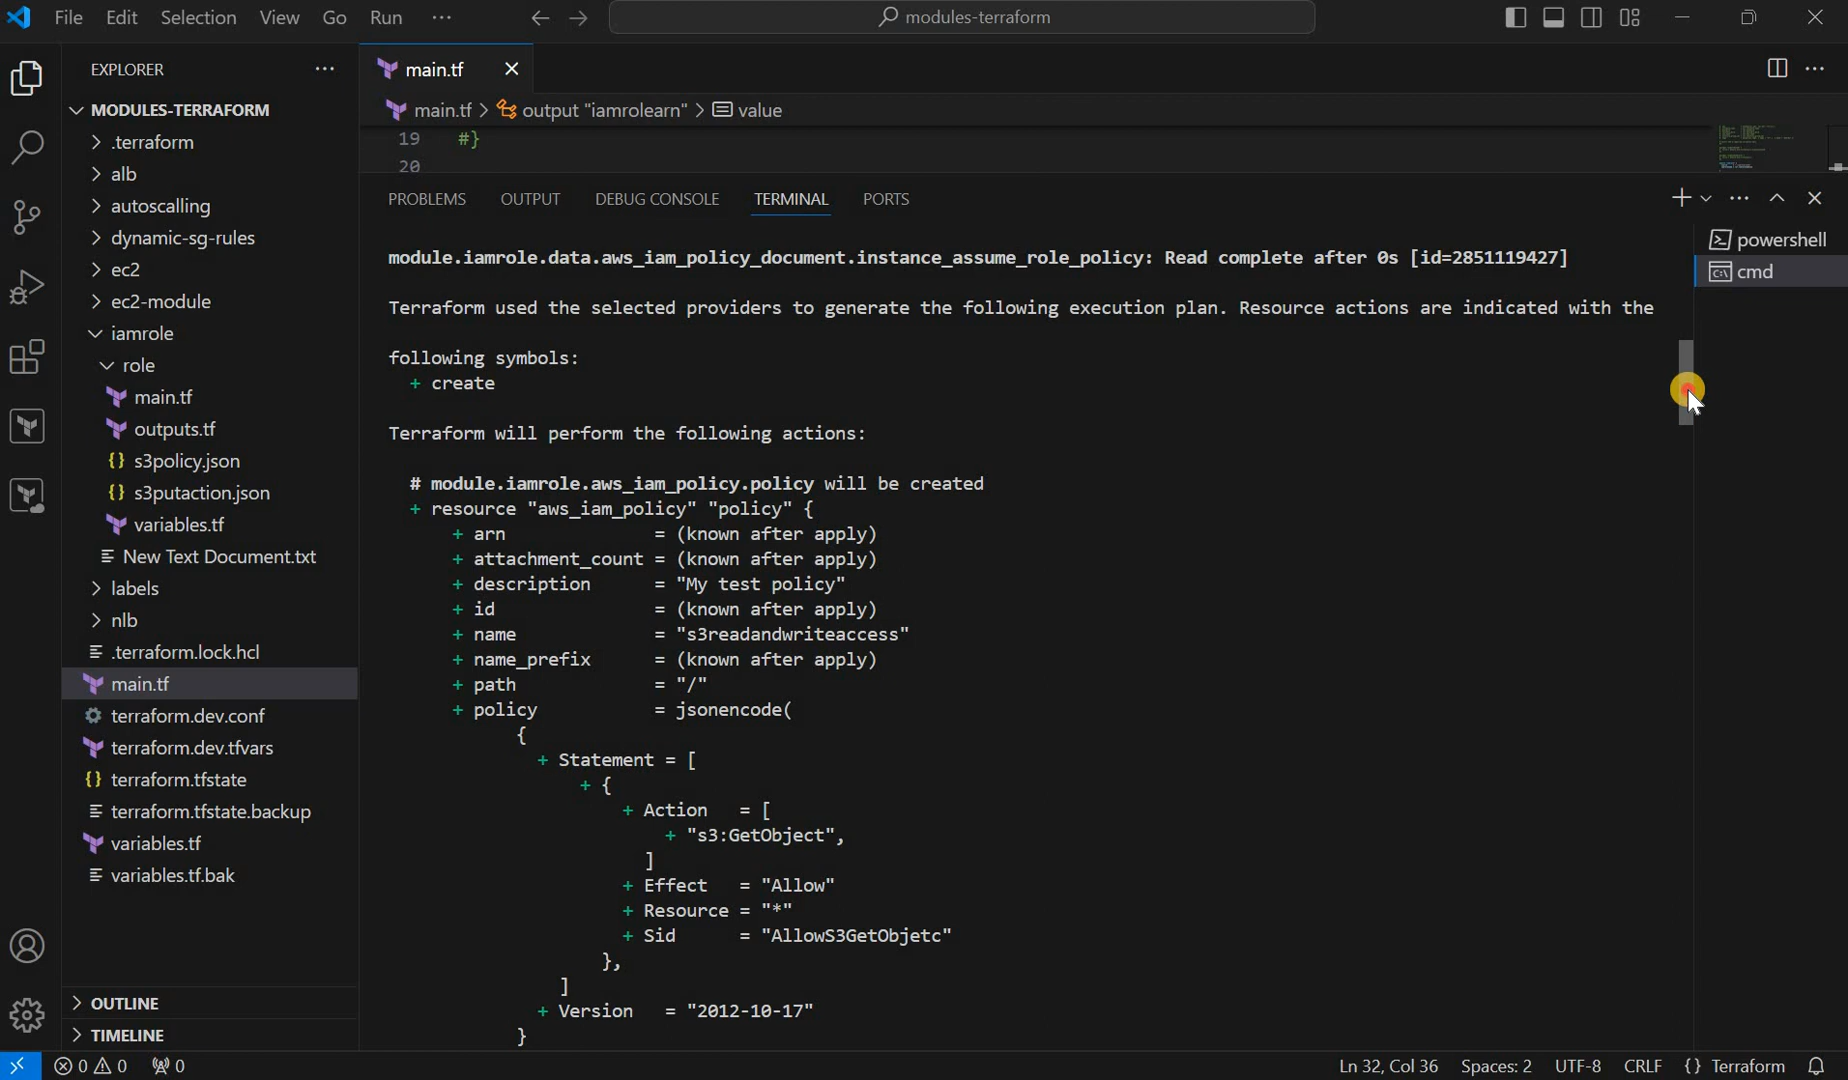 File Edit Selection View Go Run ···
modules-terraform
EXPLORER
MODULES-TERRAFORM
.terraform
alb
autoscalling
dynamic-sg-rules
ec2
ec2-module
iamrole
role
main.tf
outputs.tf
{} s3policy.json
{} s3putaction.json
variables.tf
New Text Document.txt
labels
nlb
.terraform.lock.hcl
main.tf
terraform.dev.conf
terraform.dev.tfvars
{} terraform.tfstate
terraform.tfstate.backup
variables.tf
variables.tf.bak
OUTLINE
TIMELINE
main.tf
main.tf > output "iamrolearn" > value
19 #}
20
PROBLEMS OUTPUT DEBUG CONSOLE TERMINAL PORTS
powershell
cmd
module.iamrole.data.aws_iam_policy_document.instance_assume_role_policy: Read complete after 0s [id=2851119427]
Terraform used the selected providers to generate the following execution plan. Resource actions are indicated with the
following symbols:
+ create
Terraform will perform the following actions:
# module.iamrole.aws_iam_policy.policy will be created
+ resource "aws_iam_policy" "policy" {
+ arn = (known after apply)
+ attachment_count = (known after apply)
+ description = "My test policy"
+ id = (known after apply)
+ name = "s3readandwriteaccess"
+ name_prefix = (known after apply)
+ path = "/"
+ policy = jsonencode(
{
+ Statement = [
+ {
+ Action = [
+ "s3:GetObject",
]
+ Effect = "Allow"
+ Resource = "*"
+ Sid = "AllowS3GetObjetc"
},
]
+ Version = "2012-10-17"
}
0 0 0
Ln 32, Col 36 Spaces: 2 UTF-8 CRLF {} Terraform